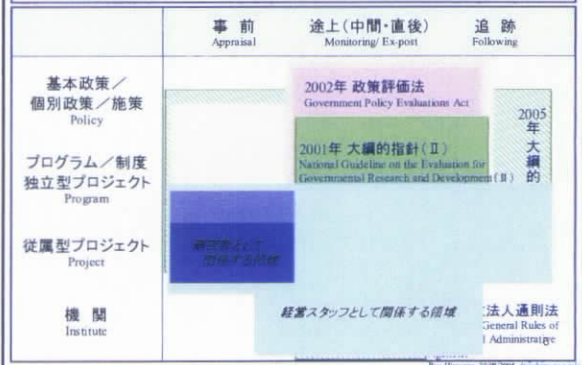 事 前
Appraisal
途上(中間・直後)
Monitoring/ Ex-post
追 跡
Following
基本政策/
個別政策/施策
Policy
2002年 政策評価法
Government Policy Evaluations Act
2005
年
大
綱
的
2001年 大綱的指針(Ⅱ)
National Guideline on the Evaluation for
Governmental Research and Development(Ⅱ)
プログラム/制度
独立型プロジェクト
Program
従属型プロジェクト
Project
関係する領域
機 関
Institute
経営スタッフとして関係する領域
法人通則法
General Rules of
Administrative